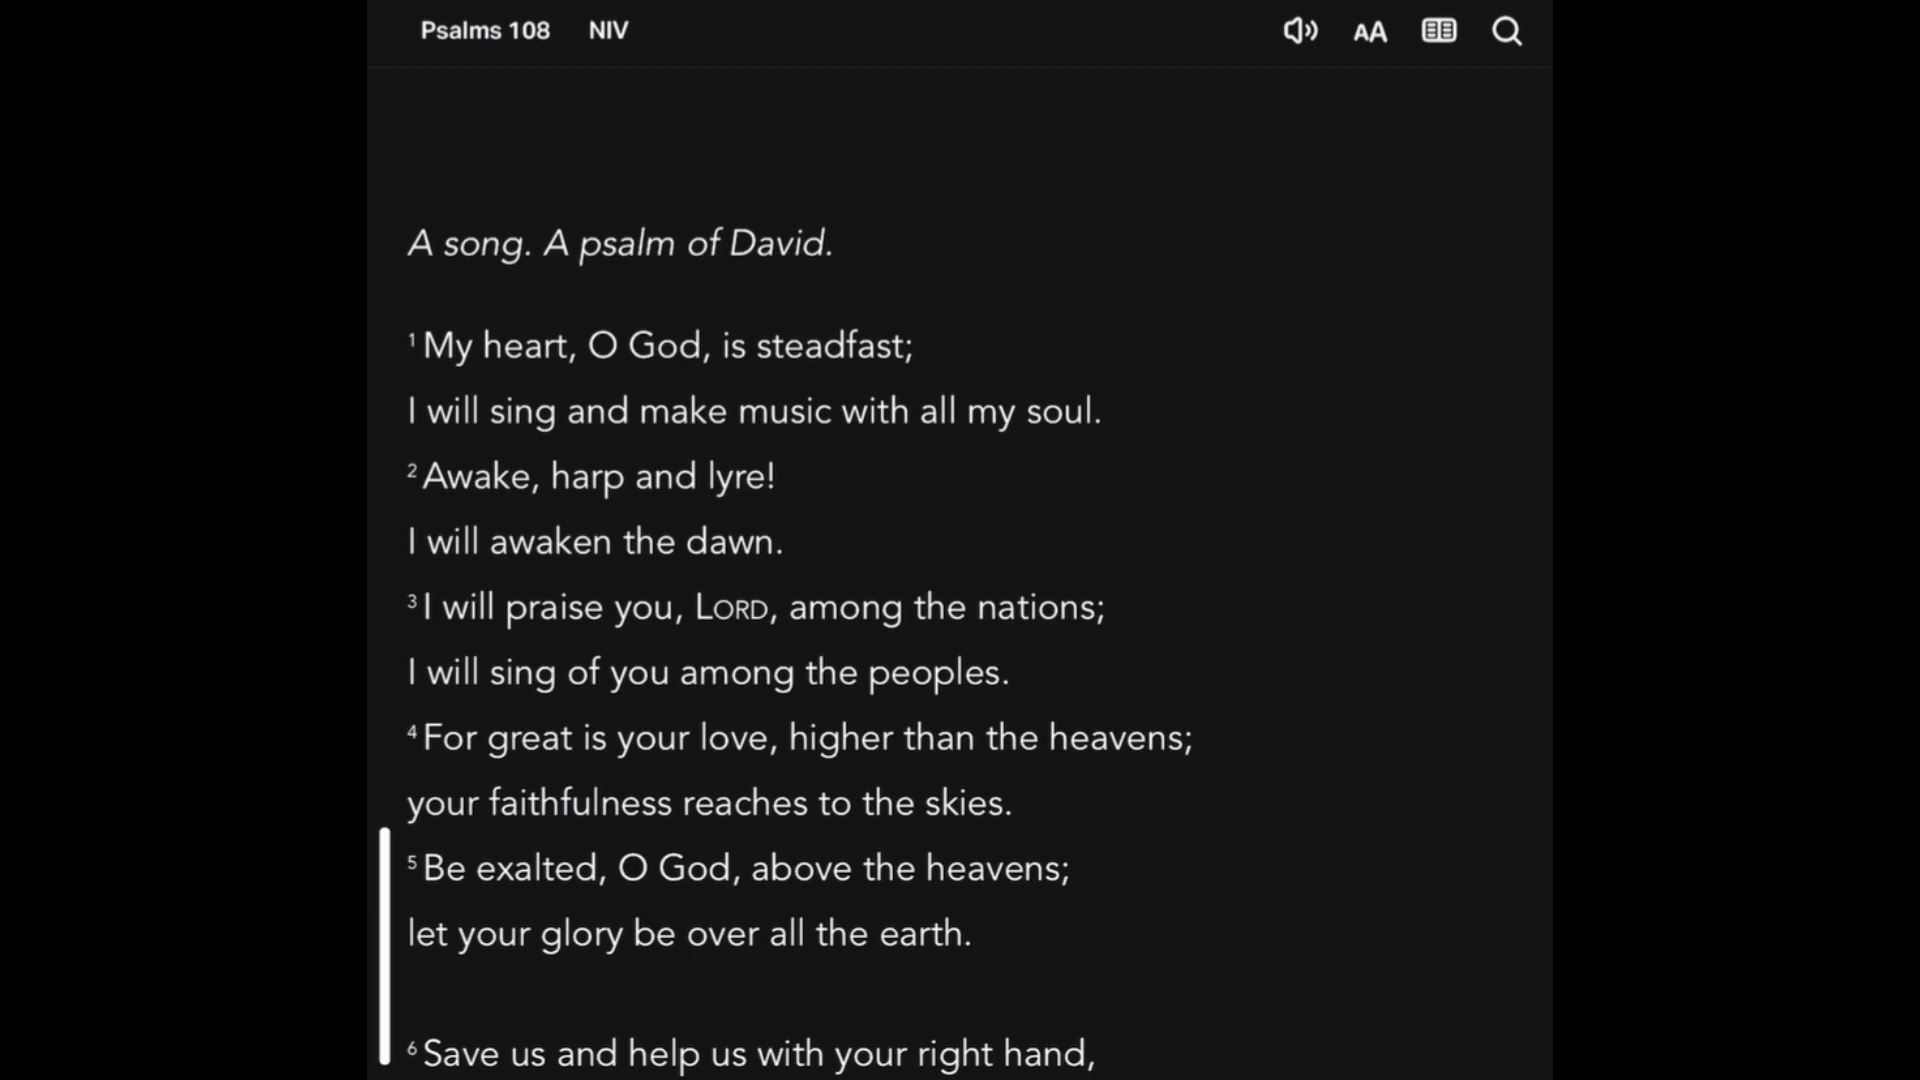 Psalms 108 NIV AA
A song. A psalm of David.
1 My heart, O God, is steadfast;
I will sing and make music with all my soul.
2 Awake, harp and lyre!
I will awaken the dawn.
3 I will praise you, LORD, among the nations;
I will sing of you among the peoples.
4 For great is your love, higher than the heavens;
your faithfulness reaches to the skies.
5 Be exalted, O God, above the heavens;
let your glory be over all the earth.
6 Save us and help us with your right hand,